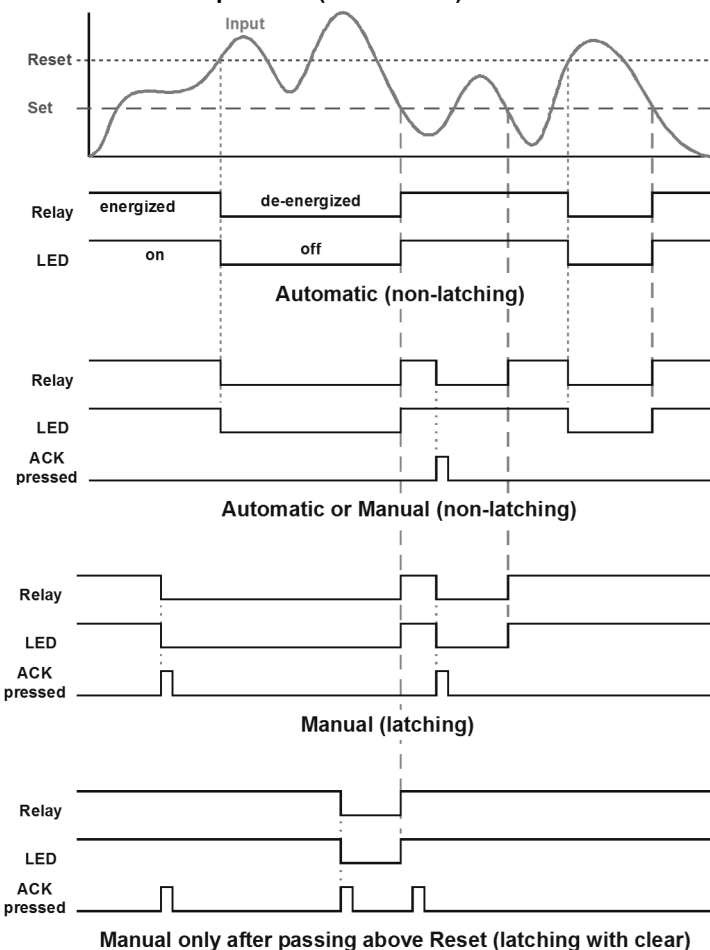 Input
Reset
Set
Relay energized de-energized
LED on off
Automatic (non-latching)
Relay
LED
ACK
pressed
Automatic or Manual (non-latching)
Relay
LED
ACK
pressed
Manual (latching)
Relay
LED
ACK
pressed
Manual only after passing above Reset (latching with clear)